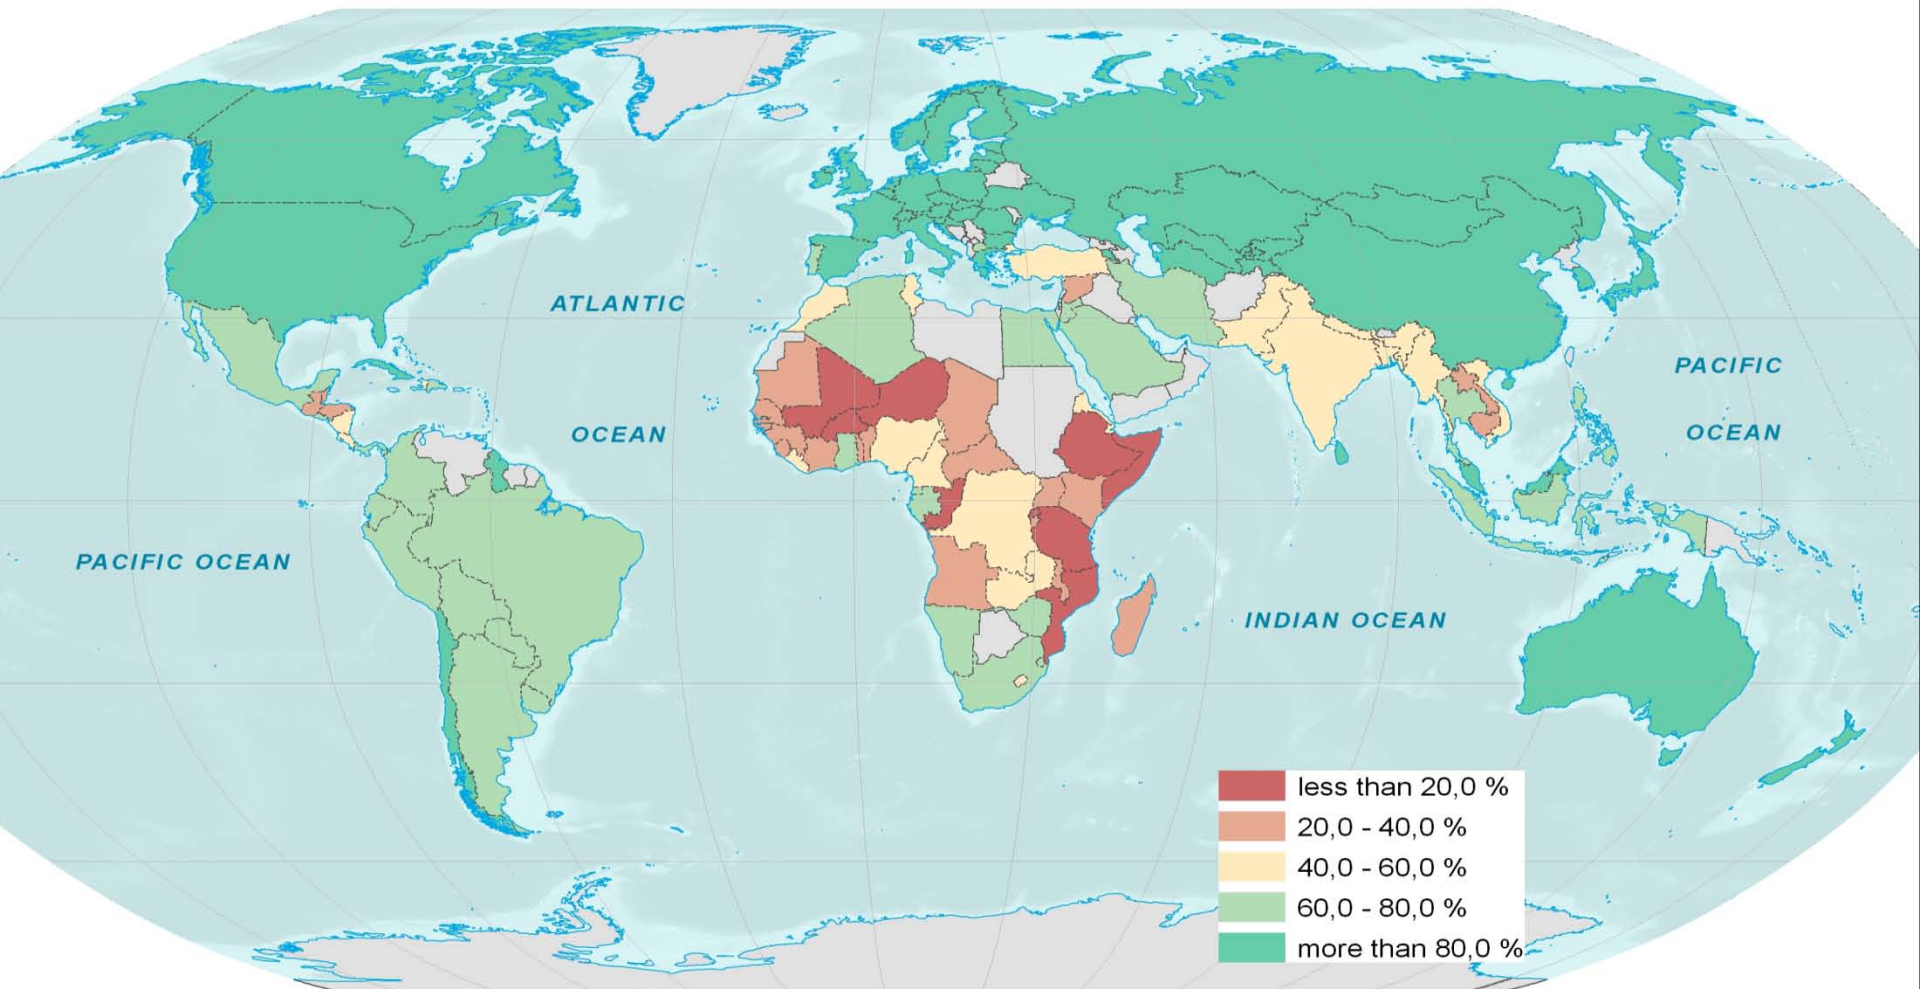 ATLANTIC
OCEAN
PACIFIC
OCEAN
PACIFIC OCEAN
INDIAN OCEAN
less than 20,0 %
20,0 - 40,0 %
40,0 - 60,0 %
60,0 - 80,0 %
more than 80,0 %